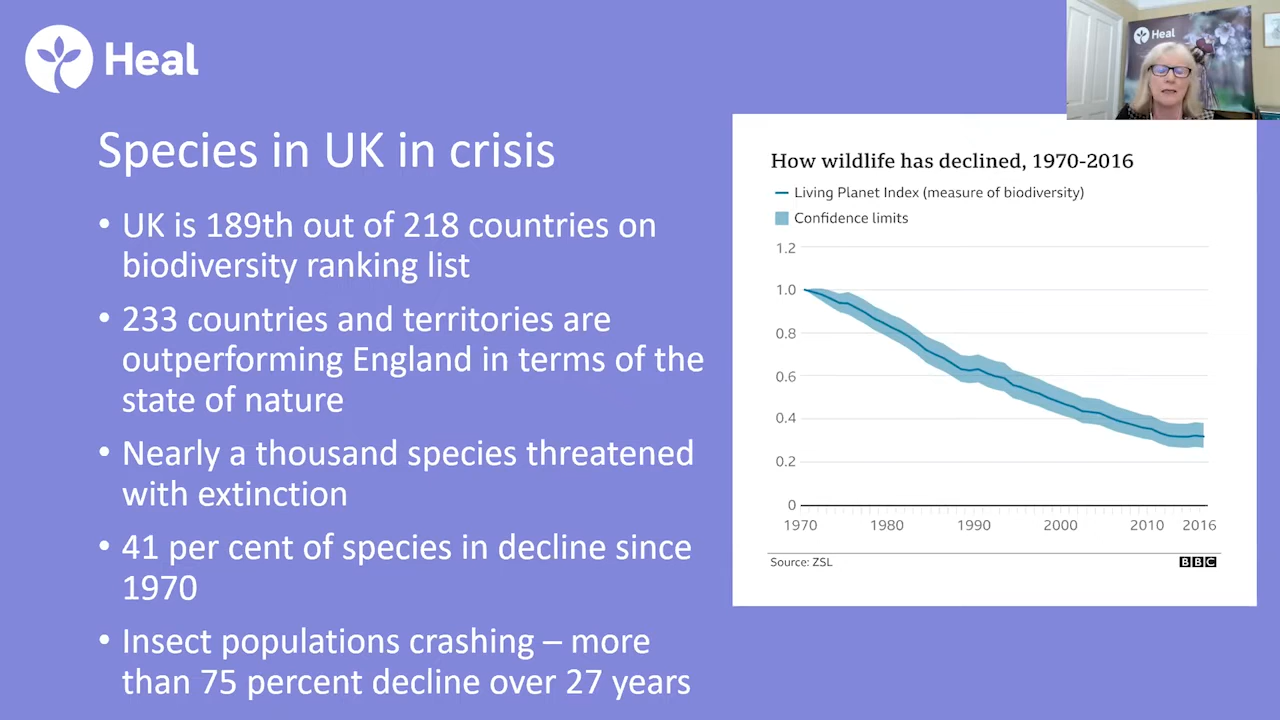 Heal
Heal
Species in UK in crisis
• UK is 189th out of 218 countries on
biodiversity ranking list
• 233 countries and territories are
outperforming England in terms of the
state of nature
• Nearly a thousand species threatened
with extinction
• 41 per cent of species in decline since
1970
• Insect populations crashing – more
than 75 percent decline over 27 years
How wildlife has declined, 1970-2016
Living Planet Index (measure of biodiversity)
Confidence limits
1.2
1.0
0.8
0.6
0.4
0.2
0
1970 1980 1990 2000 2010 2016
Source: ZSL BBC